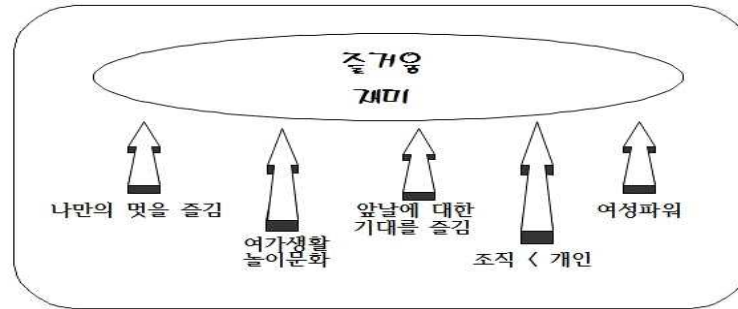 즐거움
재미
나만의 멋을 즐김
여가생활
놀이문화
앞날에 대한
기대를 즐김
조직 < 개인
여성파워